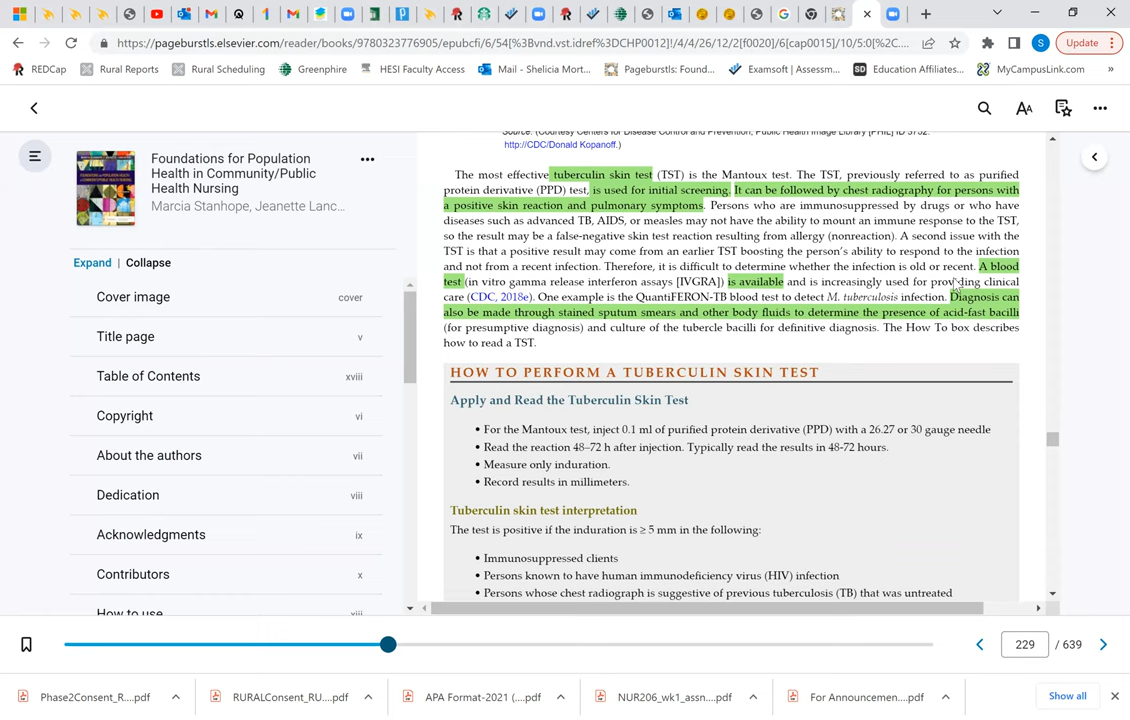 https://pageburstls.elsevier.com/reader/books/9780323776905/epubcfi/6/54[%3Bvnd.vst.idref%3DCHP0012]!/4/4/26/12/2[f0020]/6[cap0015]/10/5:0[%2C....
S
Update
REDCap
Rural Reports
Rural Scheduling
Greenphire
HESI Faculty Access
Mail - Shelicia Mort...
Pageburstls: Found...
Examsoft | Assessm...
SD Education Affiliates...
MyCampusLink.com
»
Foundations for Population
Health in Community/Public
Health Nursing
Marcia Stanhope, Jeanette Lanc...
Expand | Collapse
Cover image cover
Title page v
Table of Contents xviii
Copyright vi
About the authors vii
Dedication viii
Acknowledgments ix
Contributors x
How to use xiii
Source: (Courtesy Centers for Disease Control and Prevention, Public Health Image Library [PHIL] ID 3752.
http://CDC/Donald Kopanoff.)
The most effective tuberculin skin test (TST) is the Mantoux test. The TST, previously referred to as purified
protein derivative (PPD) test, is used for initial screening. It can be followed by chest radiography for persons with
a positive skin reaction and pulmonary symptoms. Persons who are immunosuppressed by drugs or who have
diseases such as advanced TB, AIDS, or measles may not have the ability to mount an immune response to the TST,
so the result may be a false-negative skin test reaction resulting from allergy (nonreaction). A second issue with the
TST is that a positive result may come from an earlier TST boosting the person's ability to respond to the infection
and not from a recent infection. Therefore, it is difficult to determine whether the infection is old or recent. A blood
test (in vitro gamma release interferon assays [IVGRA]) is available and is increasingly used for providing clinical
care (CDC, 2018e). One example is the QuantiFERON-TB blood test to detect M. tuberculosis infection. Diagnosis can
also be made through stained sputum smears and other body fluids to determine the presence of acid-fast bacilli
(for presumptive diagnosis) and culture of the tubercle bacilli for definitive diagnosis. The How To box describes
how to read a TST.
HOW TO PERFORM A TUBERCULIN SKIN TEST
Apply and Read the Tuberculin Skin Test
• For the Mantoux test, inject 0.1 ml of purified protein derivative (PPD) with a 26.27 or 30 gauge needle
• Read the reaction 48–72 h after injection. Typically read the results in 48-72 hours.
• Measure only induration.
• Record results in millimeters.
Tuberculin skin test interpretation
The test is positive if the induration is ≥ 5 mm in the following:
• Immunosuppressed clients
• Persons known to have human immunodeficiency virus (HIV) infection
• Persons whose chest radiograph is suggestive of previous tuberculosis (TB) that was untreated
229 / 639
Phase2Consent_R....pdf
RURALConsent_RU....pdf
APA Format-2021 (....pdf
NUR206_wk1_assn....pdf
For Announcemen....pdf
Show all